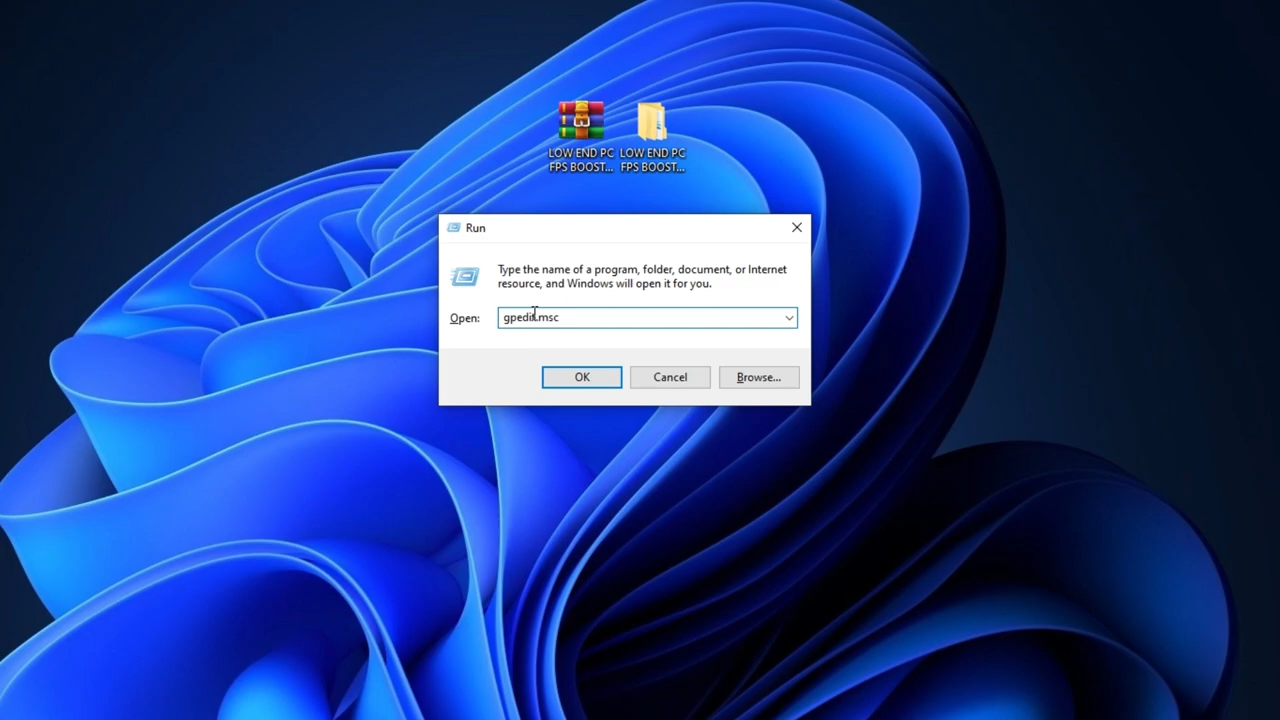 LOW END PC
FPS BOOST...
LOW END PC
FPS BOOST...
Run
Type the name of a program, folder, document, or Internet
resource, and Windows will open it for you.
Open: gpedit.msc
OK Cancel Browse...